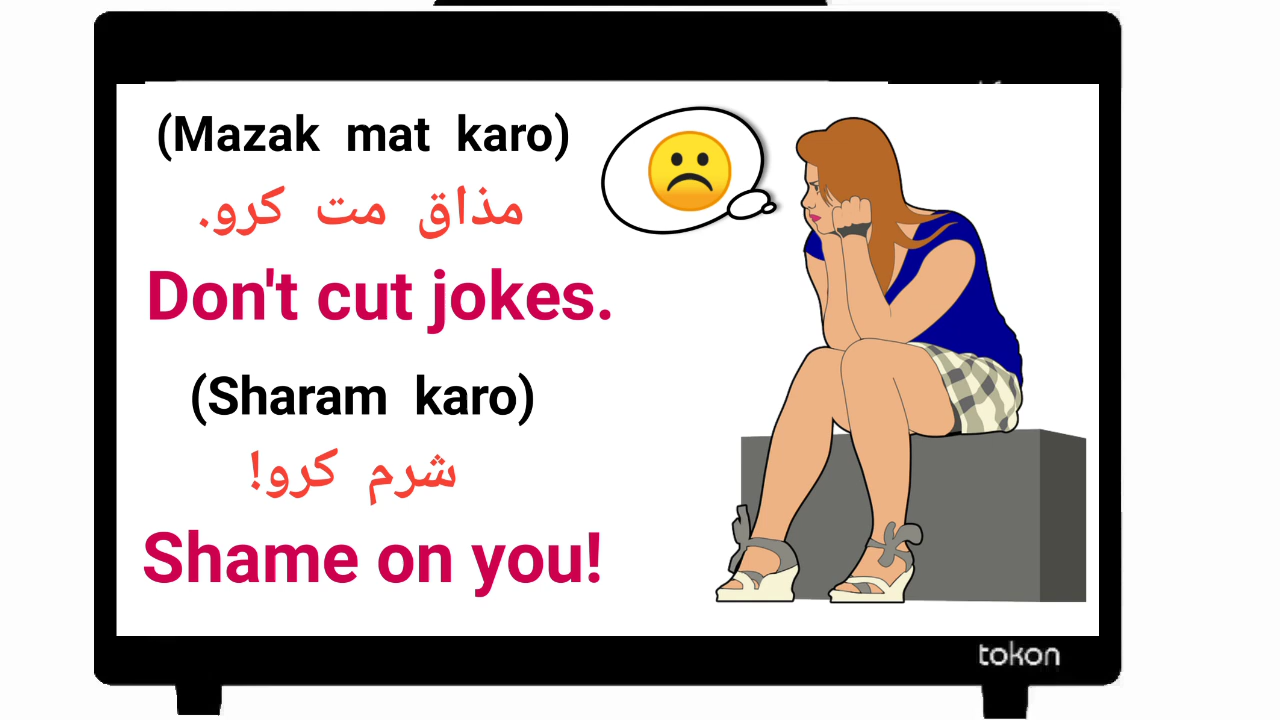 (Mazak mat karo)
مذاق مت کرو.
Don't cut jokes.
(Sharam karo)
شرم کرو!
Shame on you!
tokon